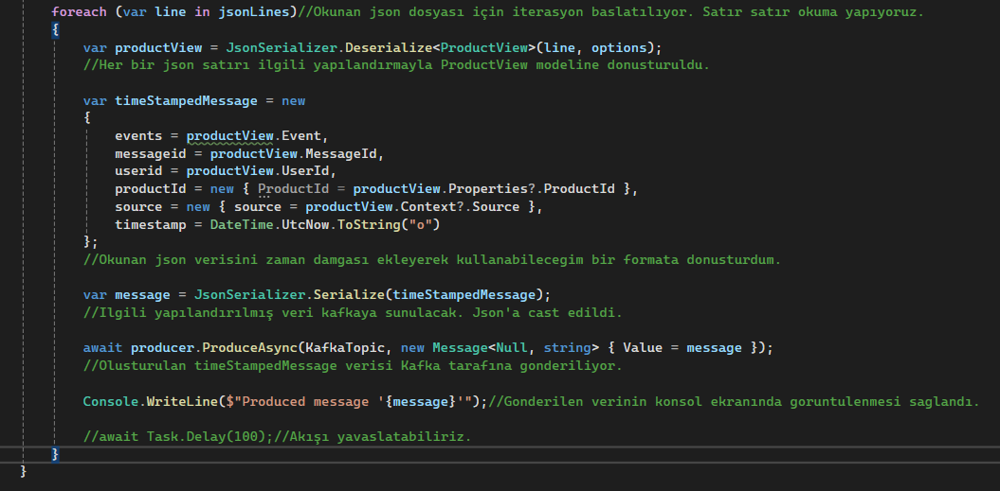 foreach (var line in jsonLines)//Okunan json dosyası için iterasyon baslatılıyor. Satır satır okuma yapıyoruz.
{
var productView = JsonSerializer.Deserialize<ProductView>(line, options);
//Her bir json satırı ilgili yapılandırmayla ProductView modeline donusturuldu.
var timeStampedMessage = new
{
events = productView.Event,
messageid = productView.MessageId,
userid = productView.UserId,
productId = new { ProductId = productView.Properties?.ProductId },
source = new { source = productView.Context?.Source },
timestamp = DateTime.UtcNow.ToString("o")
};
//Okunan json verisini zaman damgası ekleyerek kullanabilecegim bir formata donusturdum.
var message = JsonSerializer.Serialize(timeStampedMessage);
//Ilgili yapılandırılmış veri kafkaya sunulacak. Json'a cast edildi.
await producer.ProduceAsync(KafkaTopic, new Message<Null, string> { Value = message });
//Olusturulan timeStampedMessage verisi Kafka tarafına gonderiliyor.
Console.WriteLine($"Produced message '{message}'");//Gonderilen verinin konsol ekranında goruntulenmesi saglandı.
//await Task.Delay(100);//Akışı yavaslatabiliriz.
}
}